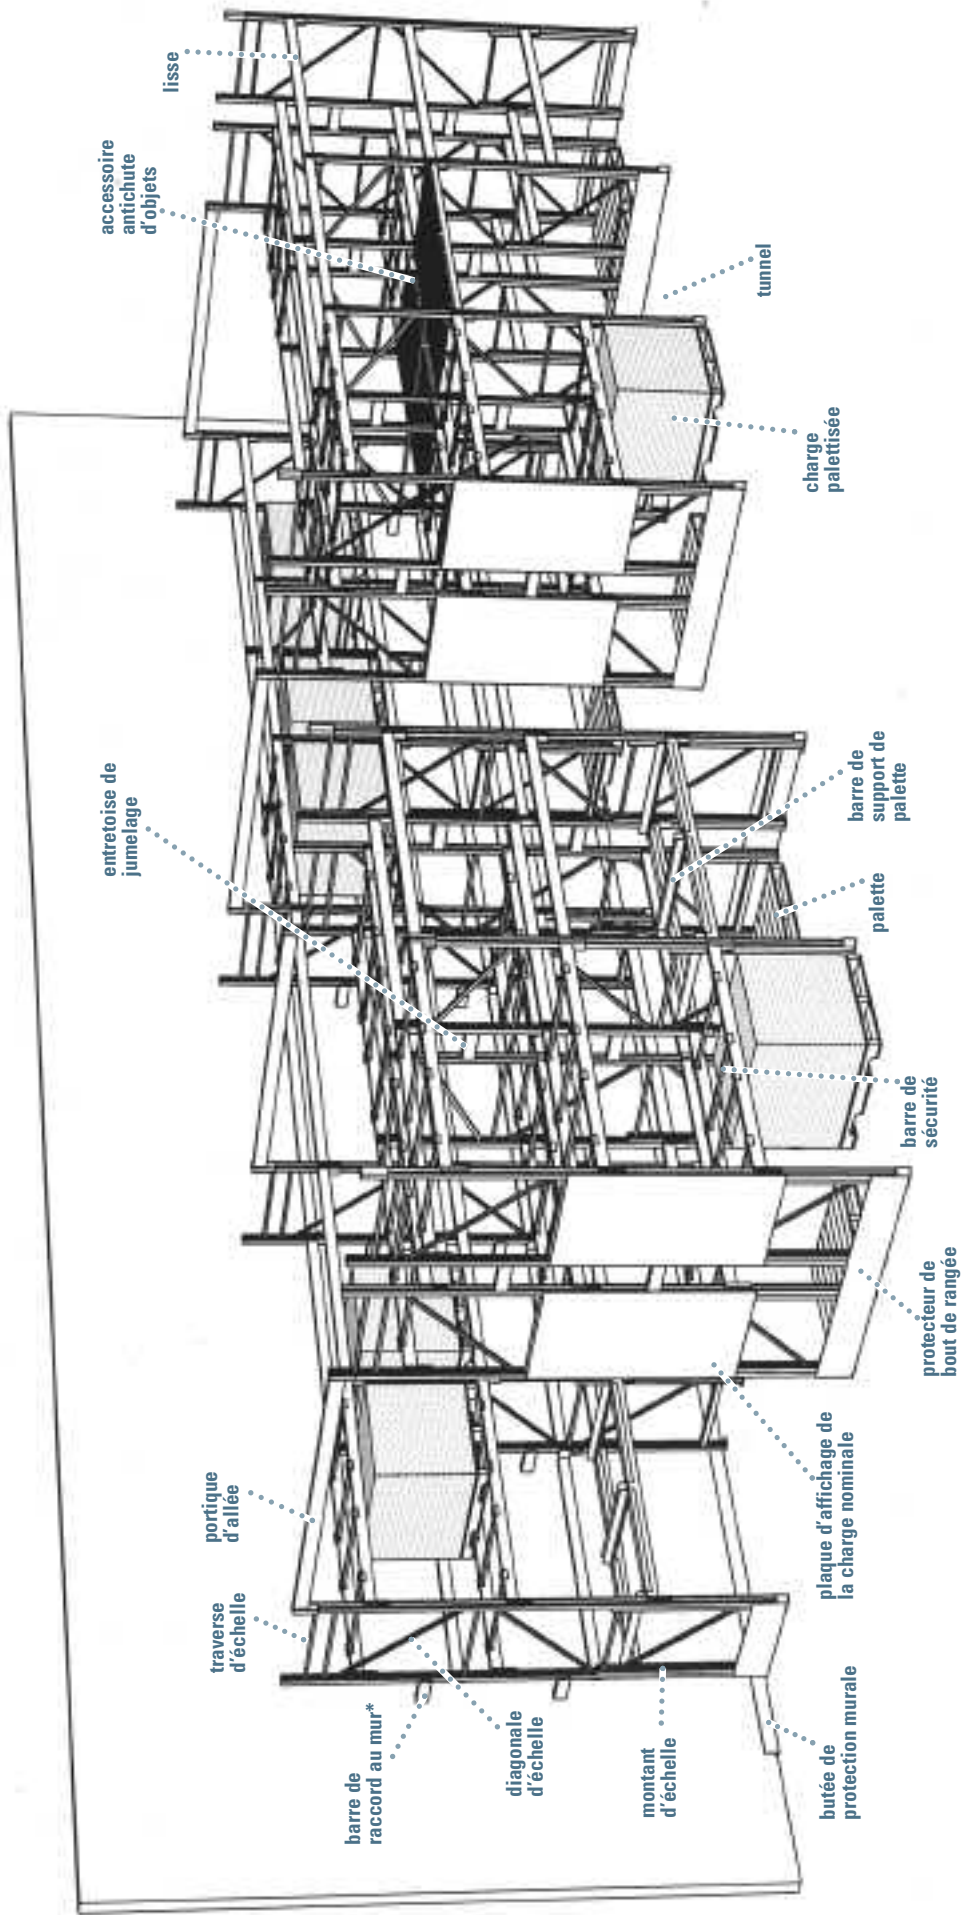 lisse
accessoire
antichute
d'objets
tunnel
charge
palettisée
entretoise de
jumelage
barre de
support de
palette
palette
barre de
sécurité
protecteur de
bout de rangée
portique
d'allée
plaque d'affichage de
la charge nominale
traverse
d'échelle
barre de
raccord au mur*
diagonale
d'échelle
montant
d'échelle
butée de
protection murale